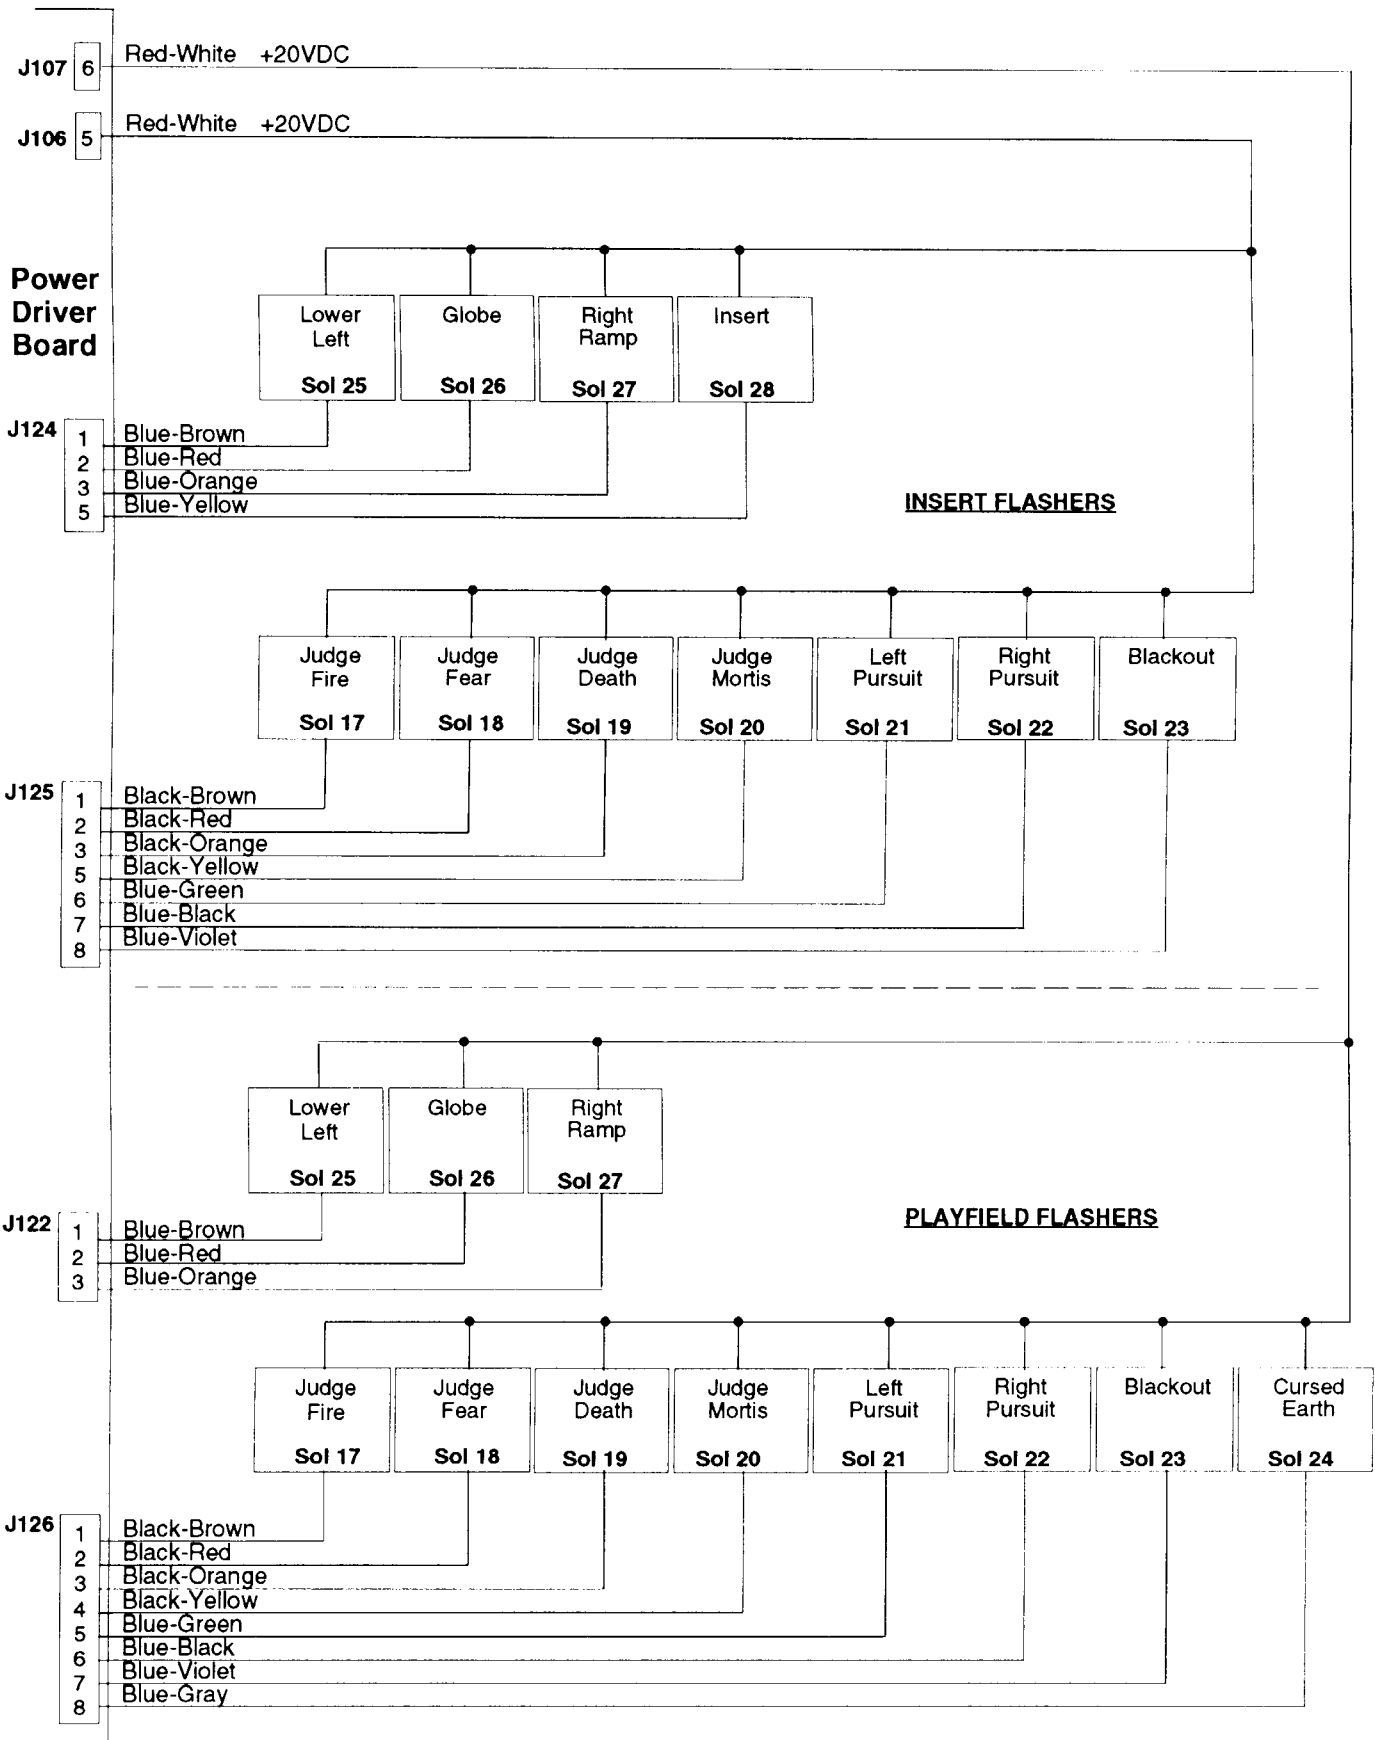 J107 6 Red-White +20VDC
J106 5 Red-White +20VDC
Power
Driver
Board
Lower
Left
Sol 25
Globe
Sol 26
Right
Ramp
Sol 27
Insert
Sol 28
J124
1 Blue-Brown
2 Blue-Red
3 Blue-Orange
5 Blue-Yellow
INSERT FLASHERS
Judge
Fire
Sol 17
Judge
Fear
Sol 18
Judge
Death
Sol 19
Judge
Mortis
Sol 20
Left
Pursuit
Sol 21
Right
Pursuit
Sol 22
Blackout
Sol 23
J125
1 Black-Brown
2 Black-Red
3 Black-Orange
5 Black-Yellow
6 Blue-Green
7 Blue-Black
8 Blue-Violet
Lower
Left
Sol 25
Globe
Sol 26
Right
Ramp
Sol 27
PLAYFIELD FLASHERS
J122
1 Blue-Brown
2 Blue-Red
3 Blue-Orange
Judge
Fire
Sol 17
Judge
Fear
Sol 18
Judge
Death
Sol 19
Judge
Mortis
Sol 20
Left
Pursuit
Sol 21
Right
Pursuit
Sol 22
Blackout
Sol 23
Cursed
Earth
Sol 24
J126
1 Black-Brown
2 Black-Red
3 Black-Orange
4 Black-Yellow
5 Blue-Green
6 Blue-Black
7 Blue-Violet
8 Blue-Gray